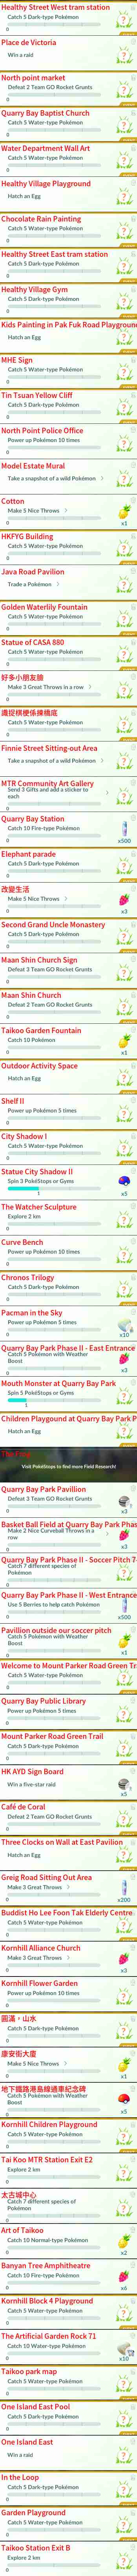 Healthy Street West tram station
Catch 5 Dark-type Pokémon
0
Place de Victoria
Win a raid
North point market
Defeat 2 Team GO Rocket Grunts
0
Quarry Bay Baptist Church
Catch 5 Water-type Pokémon
0
Water Department Wall Art
Catch 5 Water-type Pokémon
0
Healthy Village Playground
Hatch an Egg
Chocolate Rain Painting
Catch 5 Water-type Pokémon
0
Healthy Street East tram station
Catch 5 Dark-type Pokémon
0
Healthy Village Gym
Catch 5 Dark-type Pokémon
0
Kids Painting in Pak Fuk Road Playground
Hatch an Egg
MHE Sign
Catch 5 Water-type Pokémon
0
Tin Tsuan Yellow Cliff
Catch 5 Dark-type Pokémon
0
North Point Police Office
Power up Pokémon 10 times
0
Model Estate Mural
Take a snapshot of a wild Pokémon
Cotton
Make 5 Nice Throws
x1
0
HKFYG Building
Catch 5 Water-type Pokémon
0
Java Road Pavilion
Trade a Pokémon
Golden Waterlily Fountain
Catch 5 Water-type Pokémon
0
Statue of CASA 880
Catch 5 Water-type Pokémon
0
好多小朋友臉
Make 3 Great Throws in a row
0
Catch 5 Water-type Pokémon
0
Finnie Street Sitting-out Area
Take a snapshot of a wild Pokémon
MTR Community Art Gallery
Send 3 Gifts and add a sticker to
each
0
Quarry Bay Station
Catch 10 Fire-type Pokémon
x500
0
Elephant parade
Catch 5 Dark-type Pokémon
0
改變生活
Make 5 Nice Throws
x3
0
Second Grand Uncle Monastery
Catch 5 Dark-type Pokémon
0
Maan Shin Church Sign
Defeat 3 Team GO Rocket Grunts
0
Maan Shin Church
Defeat 2 Team GO Rocket Grunts
0
Taikoo Garden Fountain
Catch 10 Pokémon
x1
0
Outdoor Activity Space
Hatch an Egg
Shelf II
Power up Pokémon 5 times
0
City Shadow I
Catch 5 Water-type Pokémon
0
Statue City Shadow II
Spin 3 PokéStops or Gyms
x5
1
The Watcher Sculpture
Explore 2 km
0
Curve Bench
Power up Pokémon 10 times
0
Chronos Trilogy
Catch 5 Dark-type Pokémon
0
Pacman in the Sky
Power up Pokémon 5 times
x10
0
Quarry Bay Park Phase II - East Entrance
Catch 5 Pokémon with Weather
Boost
x3
0
Mouth Monster at Quarry Bay Park
Spin 5 PokéStops or Gyms
1
Children Playground at Quarry Bay Park P
Hatch an Egg
Visit PokéStops to find more Field Research!
Quarry Bay Park Pavillion
Defeat 3 Team GO Rocket Grunts
x3
0
Basket Ball Field at Quarry Bay Park Phas
Make 2 Nice Curveball Throws in a
row
x3
0
Quarry Bay Park Phase II - Soccer Pitch 7-
Catch 7 different species of
Pokémon
0
Quarry Bay Park Phase II - West Entrance
Use 5 Berries to help catch Pokémon
x500
0
Pavillion outside our soccer pitch
Catch 5 Pokémon with Weather
Boost
x1
0
Welcome to Mount Parker Road Green Tr
Catch 5 Water-type Pokémon
0
Quarry Bay Public Library
Power up Pokémon 5 times
0
Mount Parker Road Green Trail
Catch 5 Dark-type Pokémon
0
HK AYD Sign Board
Win a five-star raid
x5
Café de Coral
Defeat 2 Team GO Rocket Grunts
0
Three Clocks on Wall at East Pavilion
Hatch an Egg
Greig Road Sitting Out Area
Make 3 Great Throws
x200
0
Buddist Ho Lee Foon Tak Elderly Centre
Catch 5 Water-type Pokémon
0
Kornhill Alliance Church
Make 3 Great Throws
x3
0
Kornhill Flower Garden
Power up Pokémon 10 times
0
圓滿，山水
Catch 5 Dark-type Pokémon
0
康安街大廈
Make 5 Nice Throws
x1
0
地下鐵路港島線通車紀念碑
Catch 5 Pokémon with Weather
Boost
x5
0
Kornhill Children Playground
Catch 5 Water-type Pokémon
0
Tai Koo MTR Station Exit E2
Explore 2 km
0
太古城中心
Catch 7 different species of
Pokémon
0
Art of Taikoo
Catch 10 Normal-type Pokémon
x2
0
Banyan Tree Amphitheatre
Catch 10 Fire-type Pokémon
x6
0
Kornhill Block 4 Playground
Catch 5 Water-type Pokémon
0
The Artificial Garden Rock 71
Catch 10 Water-type Pokémon
x10
0
Taikoo park map
Catch 5 Water-type Pokémon
0
One Island East Pool
Catch 5 Dark-type Pokémon
0
One Island East
Win a raid
In the Loop
Catch 5 Dark-type Pokémon
0
Garden Playground
Catch 5 Water-type Pokémon
0
Taikoo Station Exit B
Explore 2 km
0